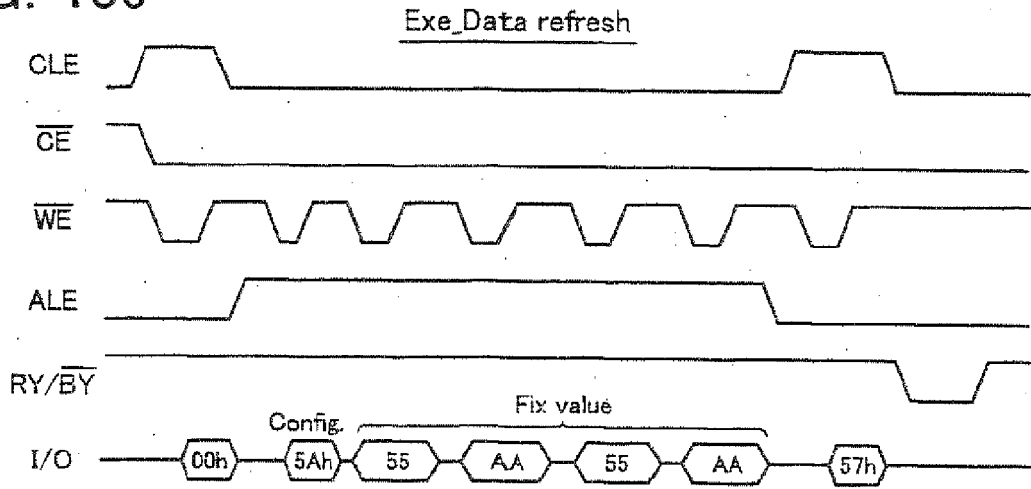 Exe_Data refresh
CLE
CE
WE
ALE
RY/BY
Config.
Fix value
I/O
00h
5Ah
55
AA
55
AA
57h